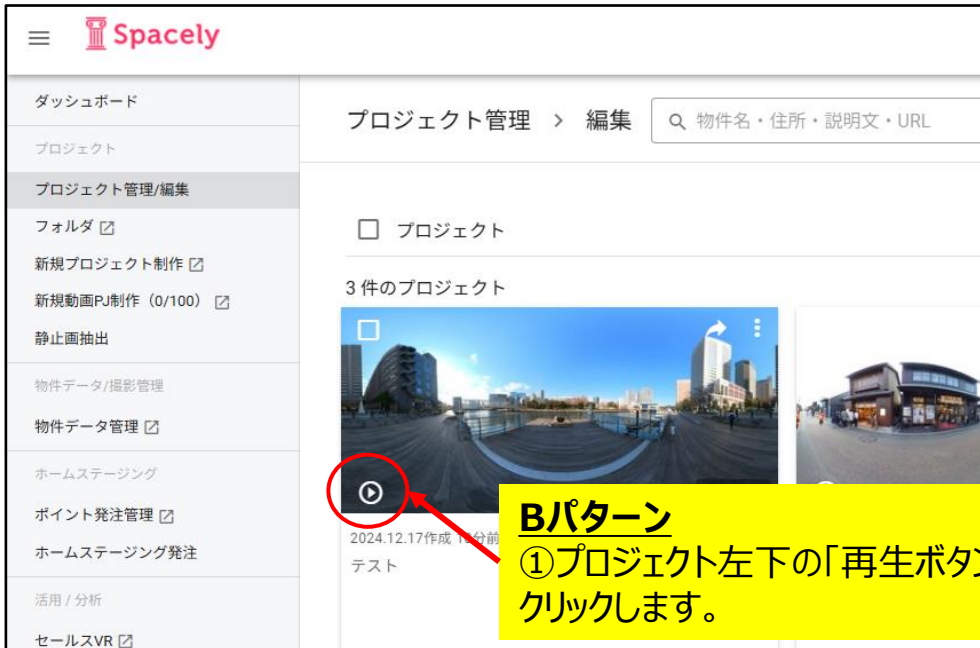 Spacely
ダッシュボード
プロジェクト
プロジェクト管理/編集
フォルダ
新規プロジェクト制作
新規動画PJ制作（0/100）
静止画抽出
物件データ/撮影管理
物件データ管理
ホームステージング
ポイント発注管理
ホームステージング発注
活用 / 分析
セールスVR
プロジェクト管理 > 編集
物件名・住所・説明文・URL
プロジェクト
3 件のプロジェクト
2024.12.17作成 分前
テスト
Bパターン
①プロジェクト左下の「再生ボタン
クリックします。